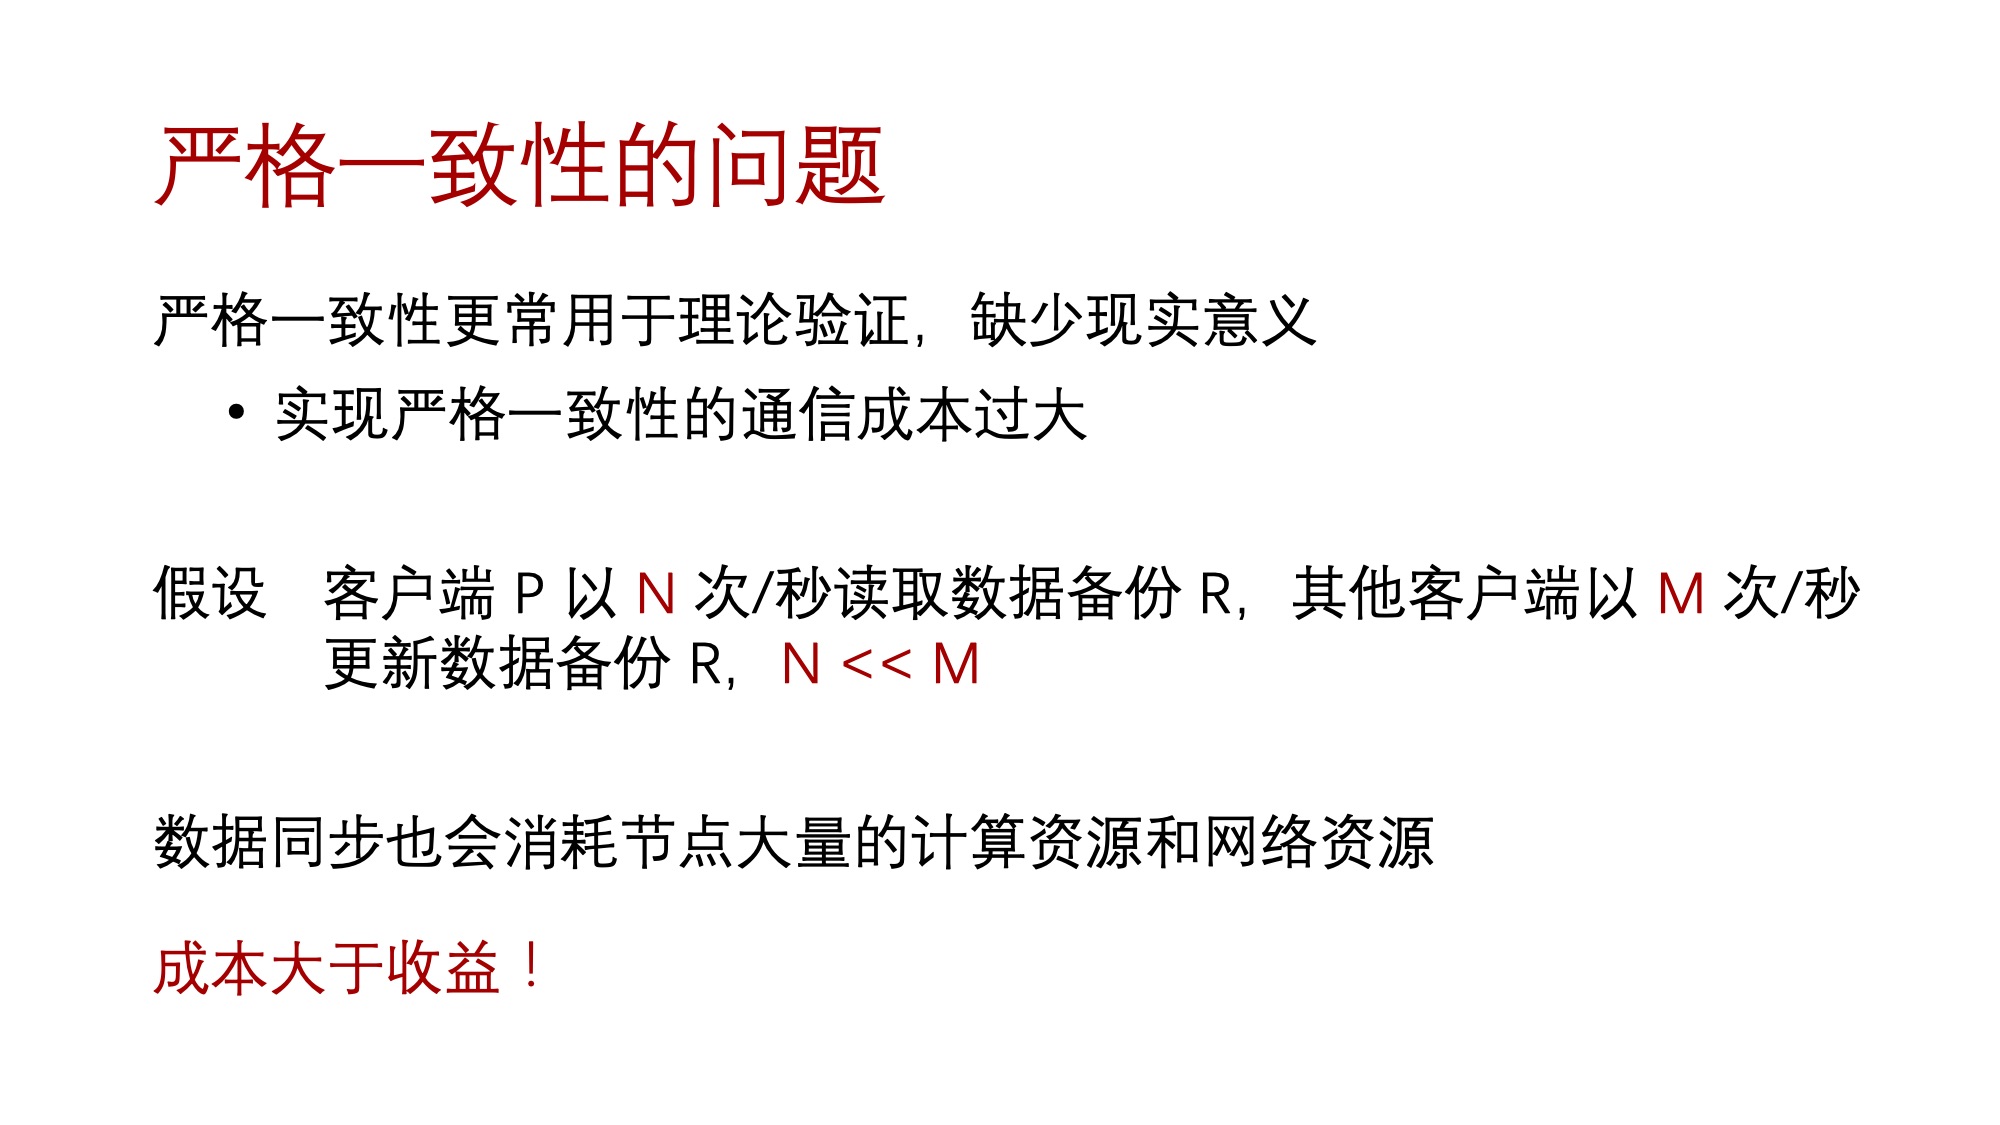 严格一致性的问题
严格一致性更常用于理论验证，缺少现实意义
• 实现严格一致性的通信成本过大
假设 客户端 P 以 N 次/秒读取数据备份 R，其他客户端以 M 次/秒
更新数据备份 R，N << M
数据同步也会消耗节点大量的计算资源和网络资源
成本大于收益！